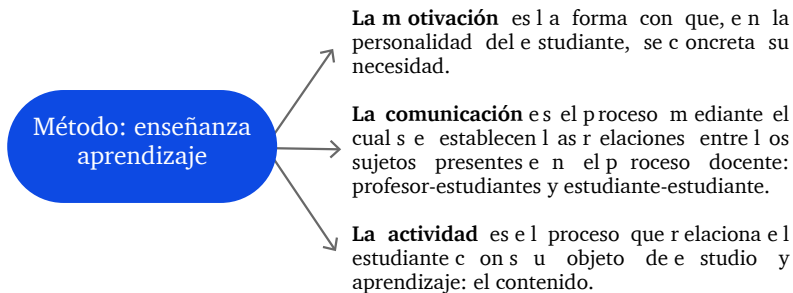 Método: enseñanza
aprendizaje
La m otivación es l a forma con que, e n la
personalidad del e studiante, se c oncreta su
necesidad.
La comunicación e s el p roceso m ediante el
cual s e establecen l as r elaciones entre l os
sujetos presentes e n el p roceso docente:
profesor-estudiantes y estudiante-estudiante.
La actividad es e l proceso que r elaciona e l
estudiante c on s u objeto de e studio y
aprendizaje: el contenido.